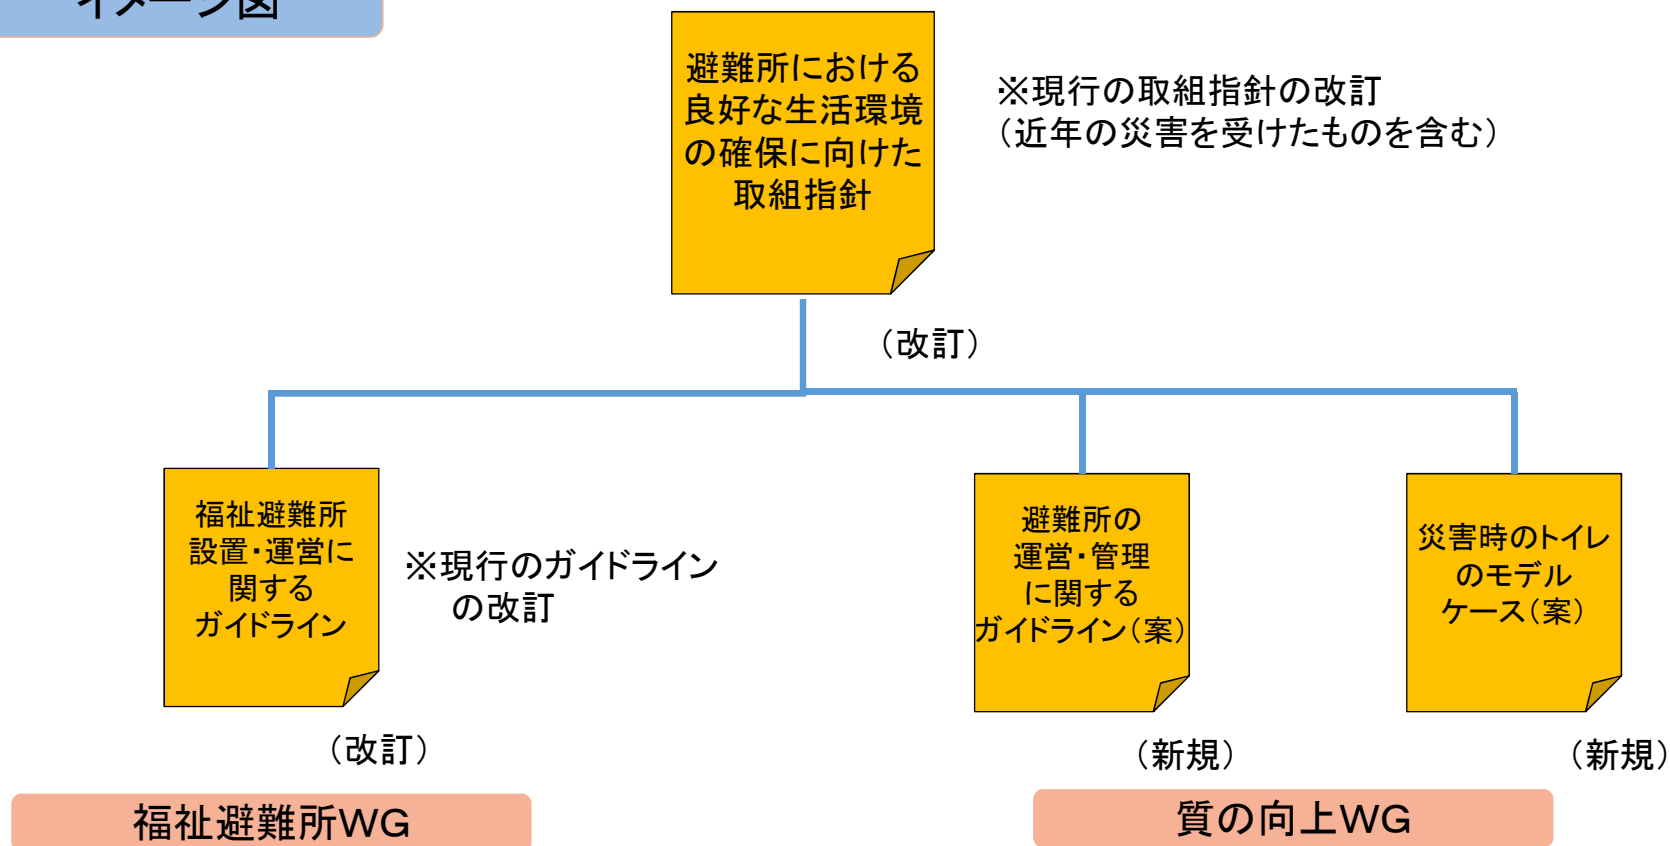 イメージ図
避難所における
良好な生活環境
の確保に向けた
取組指針
※現行の取組指針の改訂
（近年の災害を受けたものを含む）
（改訂）
福祉避難所
設置・運営に
関する
ガイドライン
※現行のガイドライン
の改訂
（改訂）
避難所の
運営・管理
に関する
ガイドライン（案）
（新規）
災害時のトイレ
のモデル
ケース（案）
（新規）
福祉避難所WG
質の向上WG